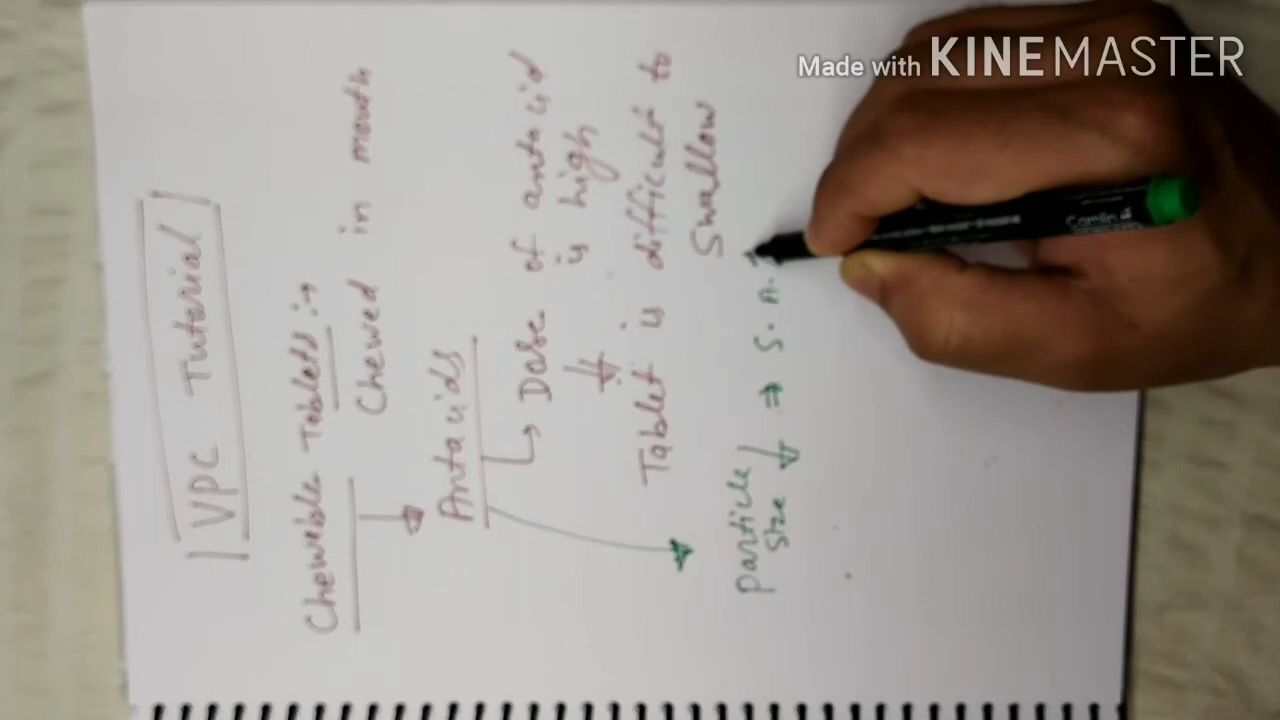 Made with KINEMASTER
VPC Tutorial
Cheweble Tablets :→
Chewed in mouth
Antacids
Dose of antacid
is high
Tablet is difficult to
Swallow
particle
size ↓ ⇒ S. A. ↑